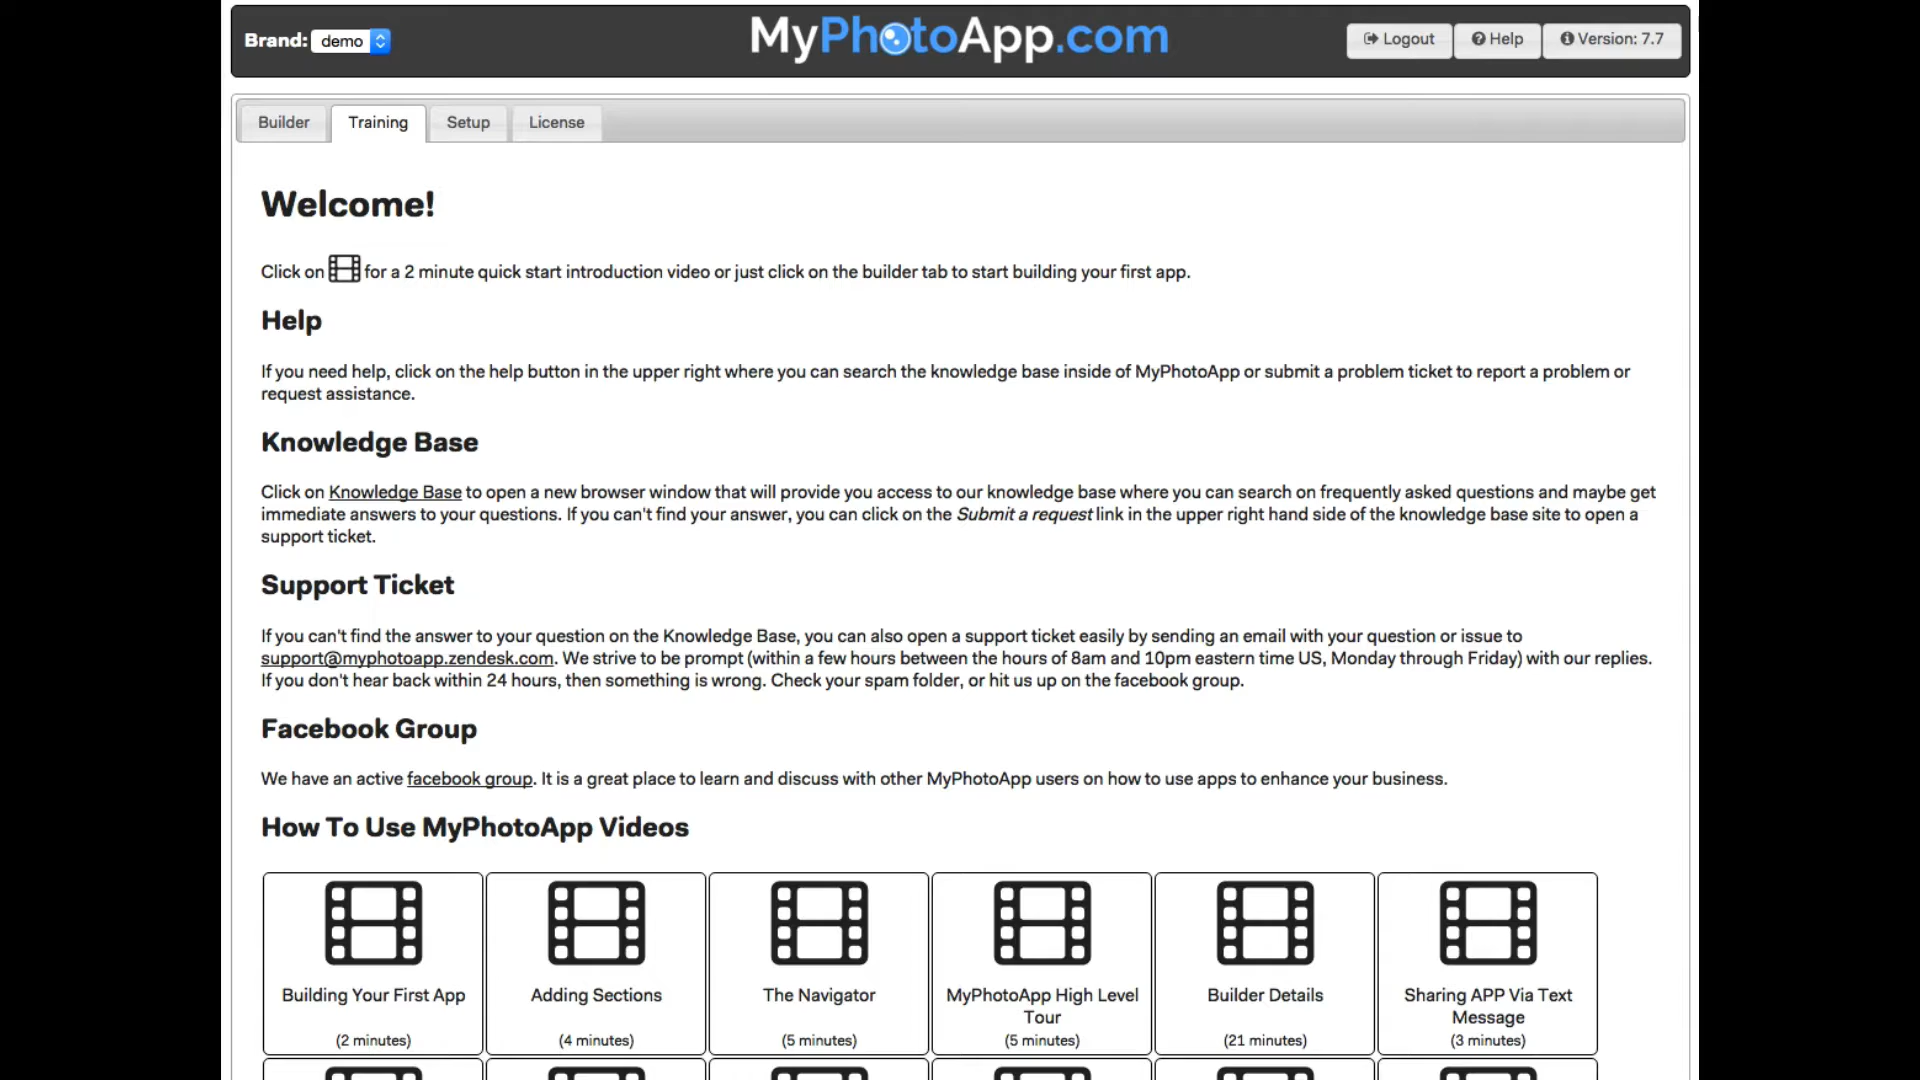 Brand: demo
MyPhotoApp.com
Logout
Help
Version: 7.7
Builder
Training
Setup
License
Welcome!
Click on for a 2 minute quick start introduction video or just click on the builder tab to start building your first app.
Help
If you need help, click on the help button in the upper right where you can search the knowledge base inside of MyPhotoApp or submit a problem ticket to report a problem or
request assistance.
Knowledge Base
Click on Knowledge Base to open a new browser window that will provide you access to our knowledge base where you can search on frequently asked questions and maybe get
immediate answers to your questions. If you can't find your answer, you can click on the Submit a request link in the upper right hand side of the knowledge base site to open a
support ticket.
Support Ticket
If you can't find the answer to your question on the Knowledge Base, you can also open a support ticket easily by sending an email with your question or issue to
support@myphotoapp.zendesk.com. We strive to be prompt (within a few hours between the hours of 8am and 10pm eastern time US, Monday through Friday) with our replies.
If you don't hear back within 24 hours, then something is wrong. Check your spam folder, or hit us up on the facebook group.
Facebook Group
We have an active facebook group. It is a great place to learn and discuss with other MyPhotoApp users on how to use apps to enhance your business.
How To Use MyPhotoApp Videos
Building Your First App
(2 minutes)
Adding Sections
(4 minutes)
The Navigator
(5 minutes)
MyPhotoApp High Level
Tour
(5 minutes)
Builder Details
(21 minutes)
Sharing APP Via Text
Message
(3 minutes)